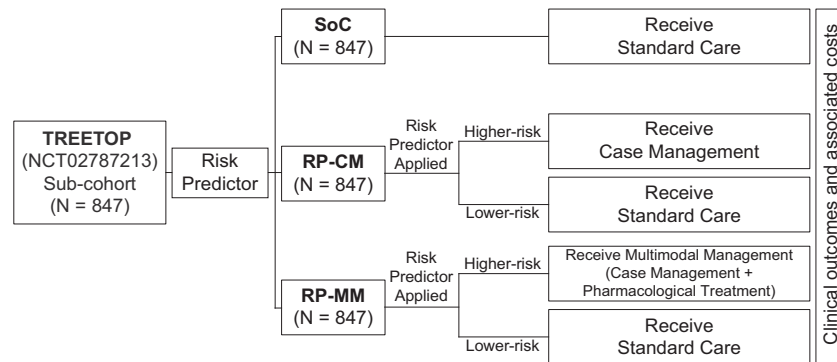 TREETOP
(NCT02787213)
Sub-cohort
(N = 847)
Risk
Predictor
SoC
(N = 847)
Receive
Standard Care
RP-CM
(N = 847)
Risk
Predictor
Applied
Higher-risk
Receive
Case Management
Lower-risk
Receive
Standard Care
RP-MM
(N = 847)
Risk
Predictor
Applied
Higher-risk
Receive Multimodal Management
(Case Management +
Pharmacological Treatment)
Lower-risk
Receive
Standard Care
Clinical outcomes and associated costs